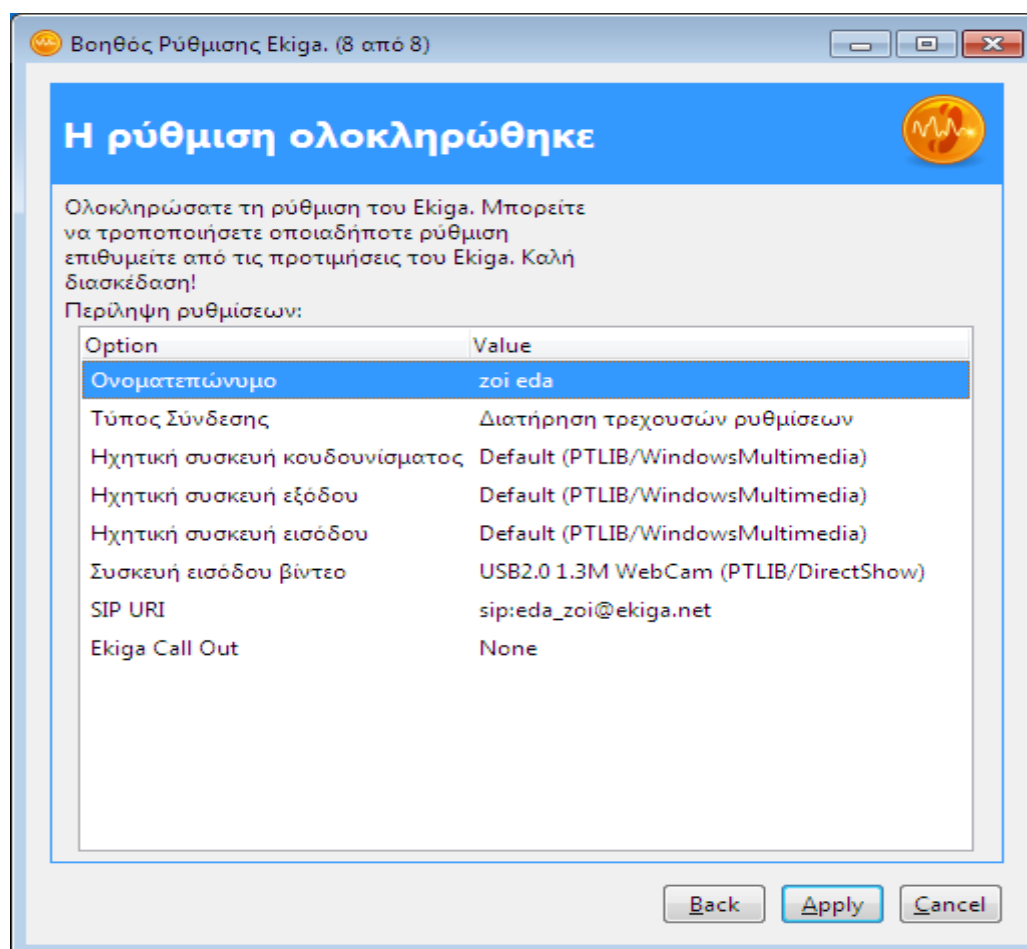 Βοηθός Ρύθμισης Ekiga. (8 από 8)
Η ρύθμιση ολοκληρώθηκε
Ολοκληρώσατε τη ρύθμιση του Ekiga. Μπορείτε
να τροποποιήσετε οποιαδήποτε ρύθμιση
επιθυμείτε από τις προτιμήσεις του Ekiga. Καλή
διασκέδαση!
Περίληψη ρυθμίσεων:
Option Value
Ονοματεπώνυμο zoi eda
Τύπος Σύνδεσης Διατήρηση τρεχουσών ρυθμίσεων
Ηχητική συσκευή κουδουνίσματος Default (PTLIB/WindowsMultimedia)
Ηχητική συσκευή εξόδου Default (PTLIB/WindowsMultimedia)
Ηχητική συσκευή εισόδου Default (PTLIB/WindowsMultimedia)
Συσκευή εισόδου βίντεο USB2.0 1.3M WebCam (PTLIB/DirectShow)
SIP URI sip:eda_zoi@ekiga.net
Ekiga Call Out None
Back Apply Cancel